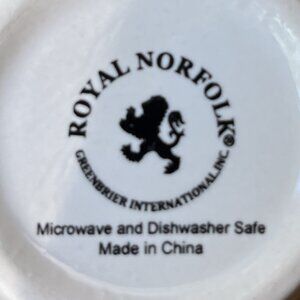 ROYAL NORFOLK®
GREENBRIER INTERNATIONAL, INC.
Microwave and Dishwasher Safe
Made in China